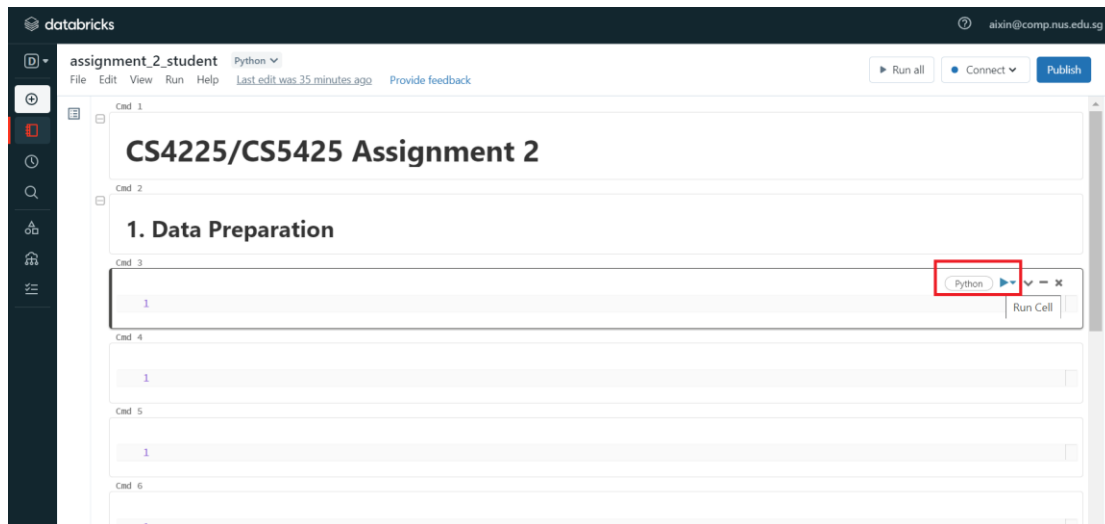 databricks
aixin@comp.nus.edu.sg
D
assignment_2_student Python
File Edit View Run Help Last edit was 35 minutes ago Provide feedback
Run all
Connect
Publish
Cmd 1
CS4225/CS5425 Assignment 2
Cmd 2
1. Data Preparation
Cmd 3
Python
1
Run Cell
Cmd 4
1
Cmd 5
1
Cmd 6